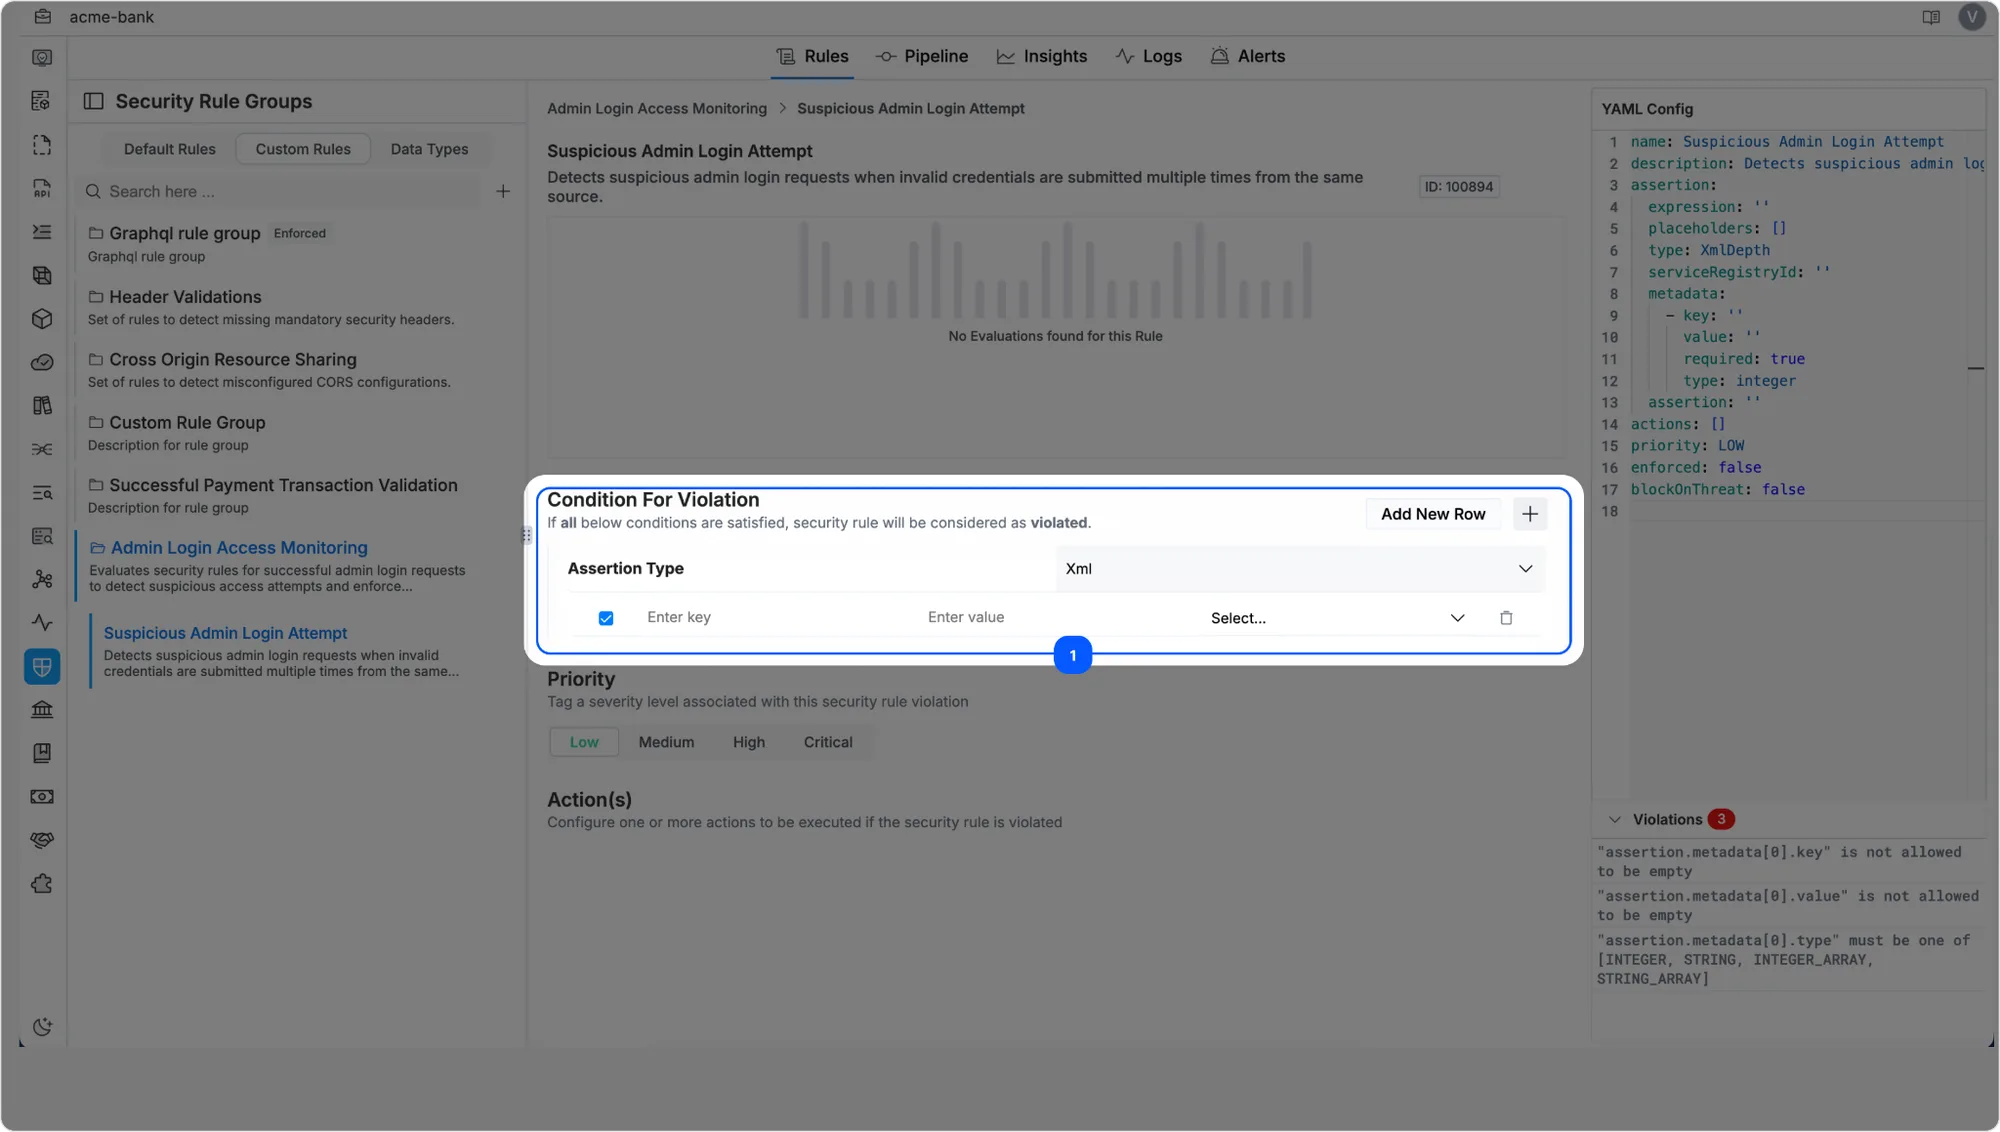 acme-bank
V
Rules
Pipeline
Insights
Logs
Alerts
Security Rule Groups
Default Rules
Custom Rules
Data Types
Search here ...
Graphql rule group
Enforced
Graphql rule group
Header Validations
Set of rules to detect missing mandatory security headers.
Cross Origin Resource Sharing
Set of rules to detect misconfigured CORS configurations.
Custom Rule Group
Description for rule group
Successful Payment Transaction Validation
Description for rule group
Admin Login Access Monitoring
Evaluates security rules for successful admin login requests
to detect suspicious access attempts and enforce...
Suspicious Admin Login Attempt
Detects suspicious admin login requests when invalid
credentials are submitted multiple times from the same...
API
Admin Login Access Monitoring > Suspicious Admin Login Attempt
Suspicious Admin Login Attempt
Detects suspicious admin login requests when invalid credentials are submitted multiple times from the same
source.
ID: 100894
No Evaluations found for this Rule
Condition For Violation
If all below conditions are satisfied, security rule will be considered as violated.
Add New Row
Assertion Type
Xml
Enter key
Enter value
Select...
1
Priority
Tag a severity level associated with this security rule violation
Low
Medium
High
Critical
Action(s)
Configure one or more actions to be executed if the security rule is violated
YAML Config
1 name: Suspicious Admin Login Attempt
2 description: Detects suspicious admin log
3 assertion:
4 expression: ''
5 placeholders: []
6 type: XmlDepth
7 serviceRegistryId: ''
8 metadata:
9 - key: ''
10 value: ''
11 required: true
12 type: integer
13 assertion: ''
14 actions: []
15 priority: LOW
16 enforced: false
17 blockOnThreat: false
18
Violations 3
"assertion.metadata[0].key" is not allowed
to be empty
"assertion.metadata[0].value" is not allowed
to be empty
"assertion.metadata[0].type" must be one of
[INTEGER, STRING, INTEGER_ARRAY,
STRING_ARRAY]